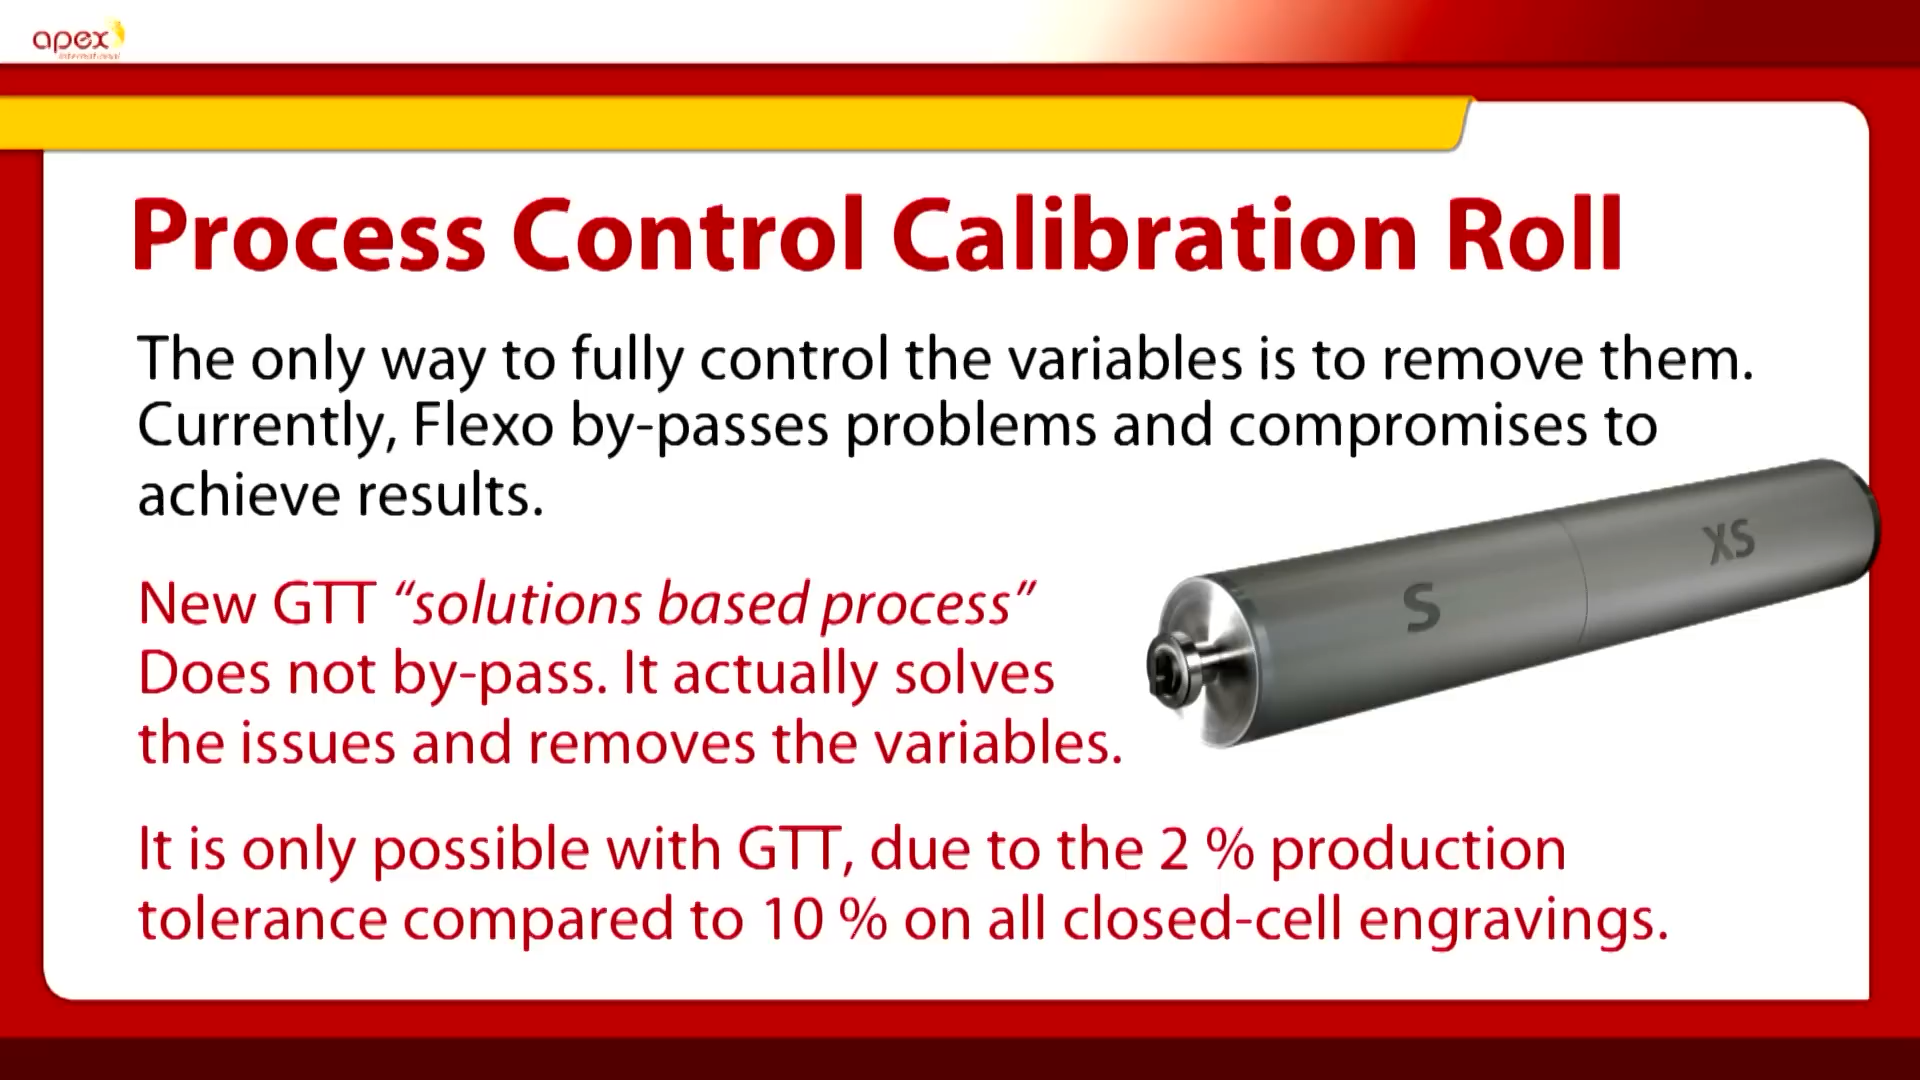 apex
international
Process Control Calibration Roll
The only way to fully control the variables is to remove them.
Currently, Flexo by-passes problems and compromises to
achieve results.
New GTT “solutions based process”
Does not by-pass. It actually solves
the issues and removes the variables.
It is only possible with GTT, due to the 2 % production
tolerance compared to 10 % on all closed-cell engravings.
S
XS